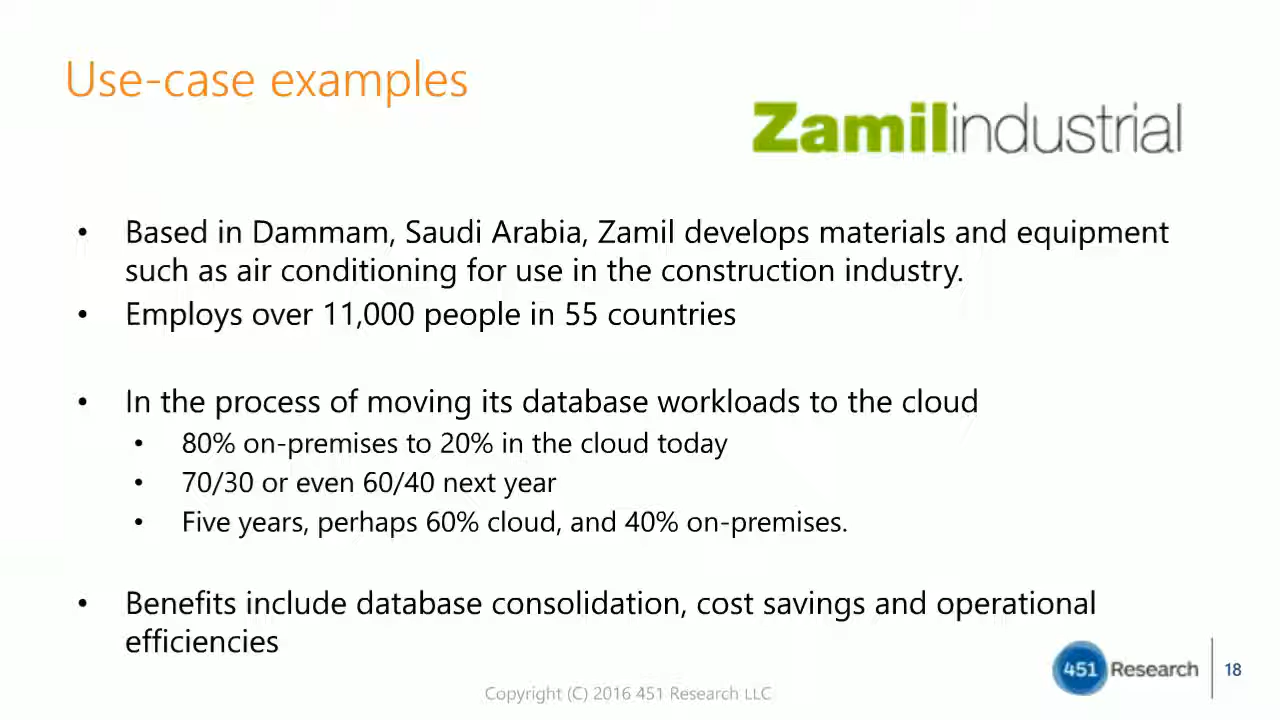 Use-case examples
Zamilindustrial
• Based in Dammam, Saudi Arabia, Zamil develops materials and equipment
such as air conditioning for use in the construction industry.
• Employs over 11,000 people in 55 countries
• In the process of moving its database workloads to the cloud
• 80% on-premises to 20% in the cloud today
• 70/30 or even 60/40 next year
• Five years, perhaps 60% cloud, and 40% on-premises.
• Benefits include database consolidation, cost savings and operational
efficiencies
451 Research
18
Copyright (C) 2016 451 Research LLC